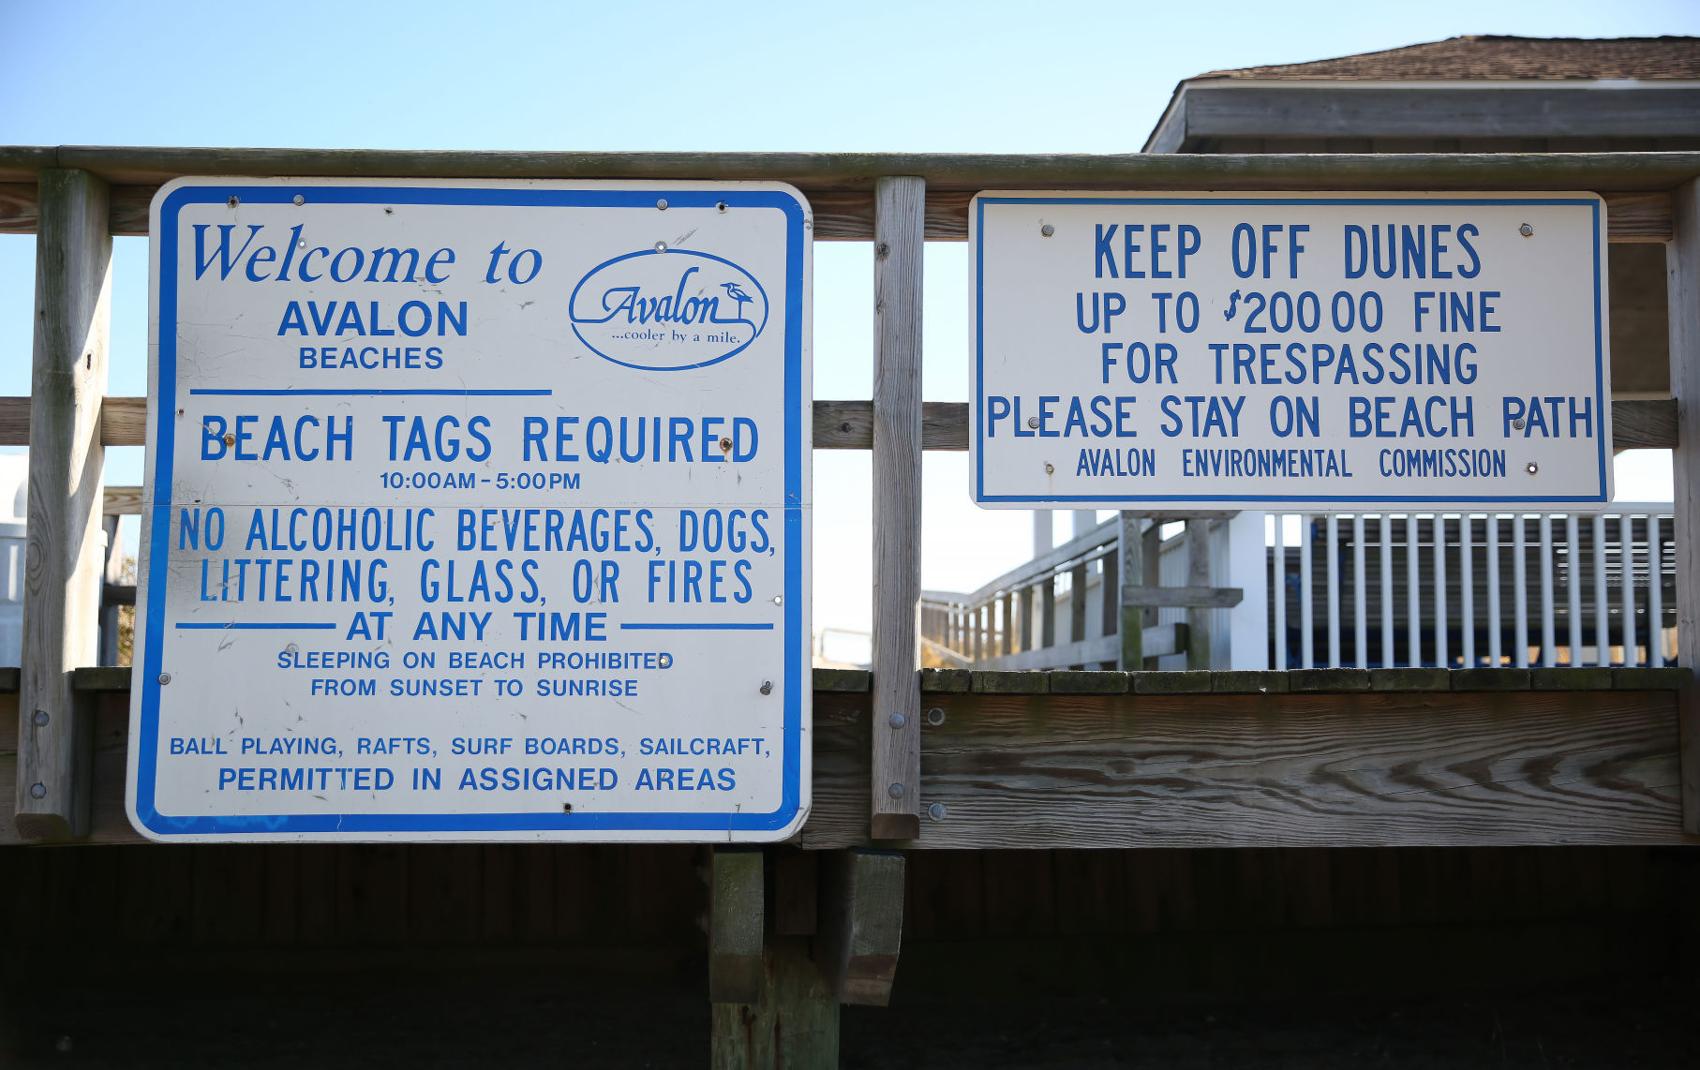 Welcome to
AVALON
BEACHES
Avalon
...cooler by a mile.
BEACH TAGS REQUIRED
10:00AM - 5:00PM
NO ALCOHOLIC BEVERAGES, DOGS,
LITTERING, GLASS, OR FIRES
AT ANY TIME
SLEEPING ON BEACH PROHIBITED
FROM SUNSET TO SUNRISE
BALL PLAYING, RAFTS, SURF BOARDS, SAILCRAFT,
PERMITTED IN ASSIGNED AREAS
KEEP OFF DUNES
UP TO $200 00 FINE
FOR TRESPASSING
PLEASE STAY ON BEACH PATH
AVALON ENVIRONMENTAL COMMISSION